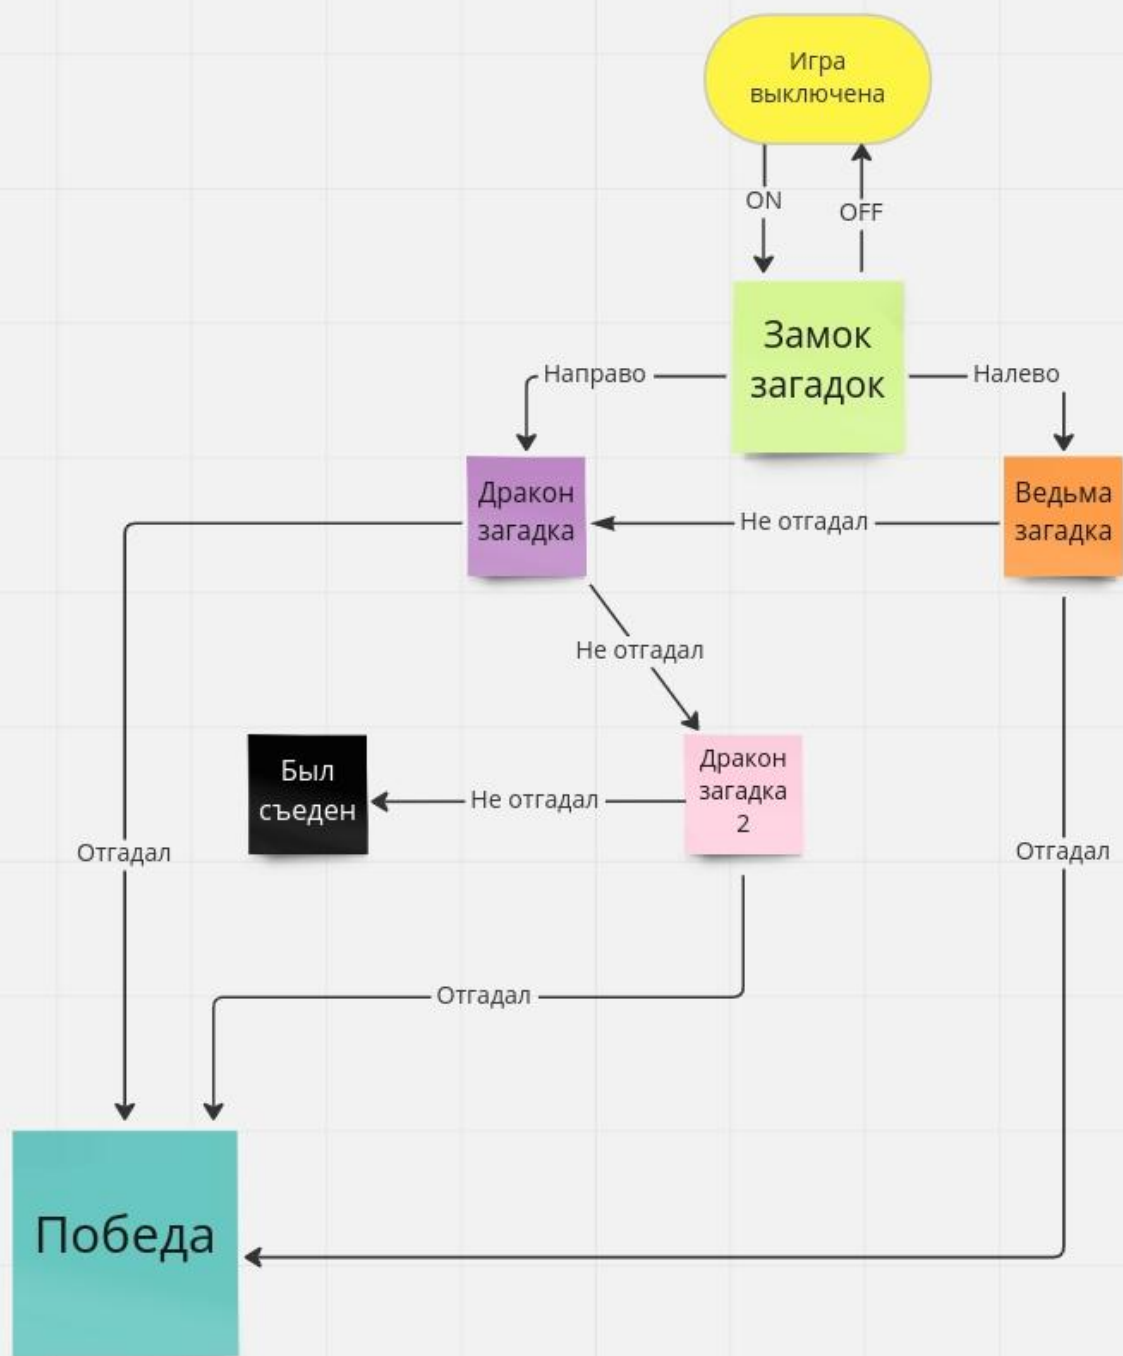 Игра
выключена
ON
OFF
Замок
загадок
Направо
Налево
Дракон
загадка
Не отгадал
Ведьма
загадка
Не отгадал
Был
съеден
Не отгадал
Дракон
загадка
2
Отгадал
Отгадал
Отгадал
Победа